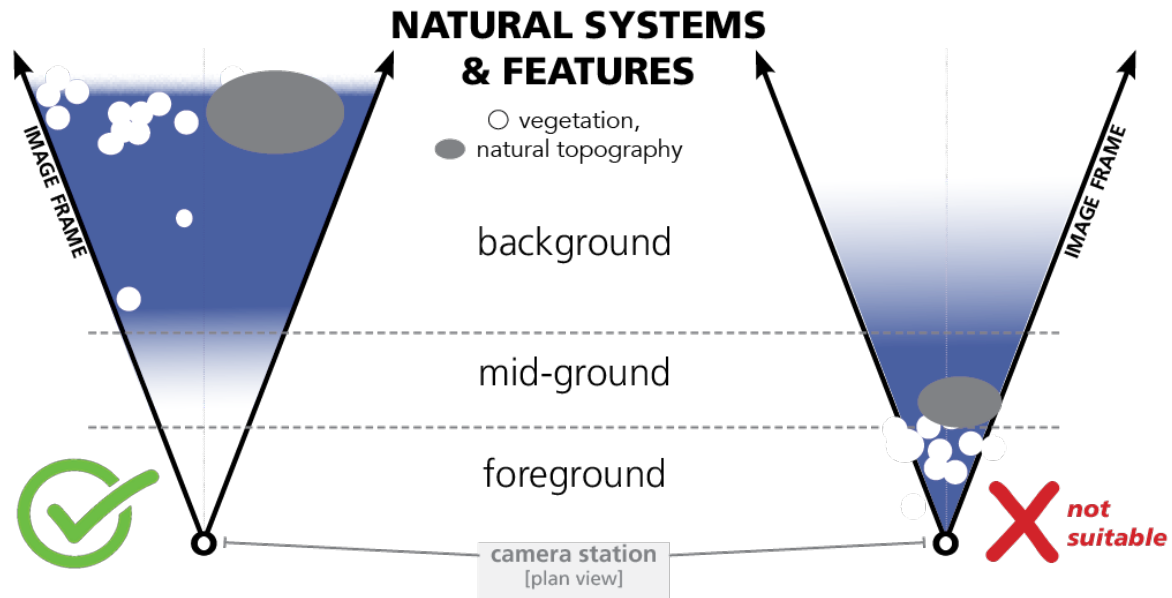 NATURAL SYSTEMS
& FEATURES
vegetation,
natural topography
IMAGE FRAME
IMAGE FRAME
background
mid-ground
foreground
not
suitable
camera station
[plan view]